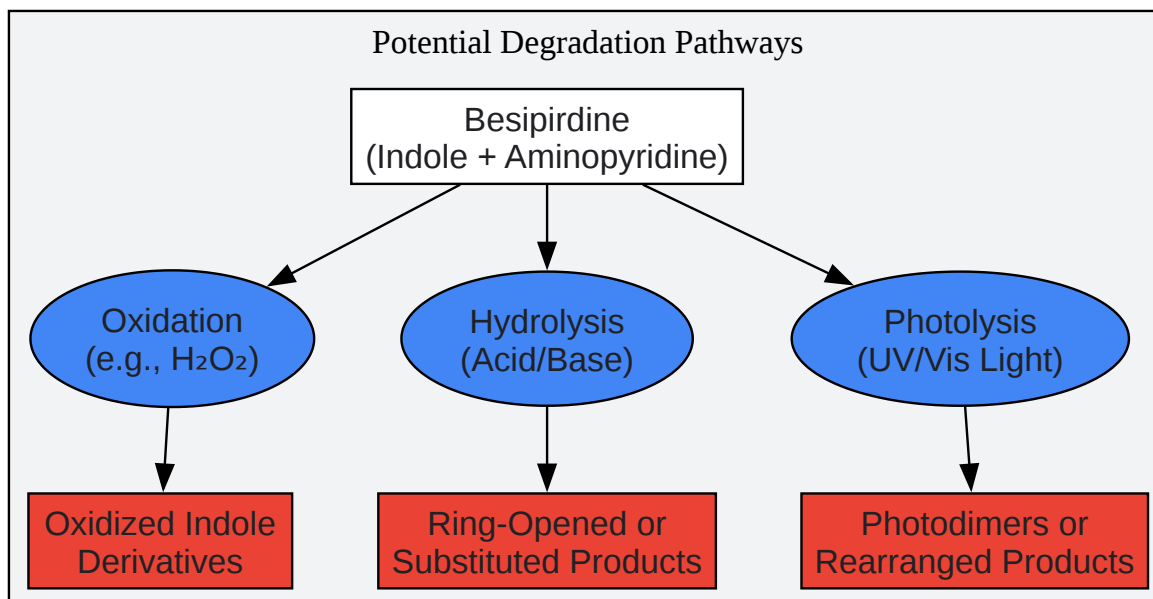 Potential Degradation Pathways
Besipirdine
(Indole + Aminopyridine)
Oxidation
(e.g., H₂O₂)
Hydrolysis
(Acid/Base)
Photolysis
(UV/Vis Light)
Oxidized Indole
Derivatives
Ring-Opened or
Substituted Products
Photodimers or
Rearranged Products